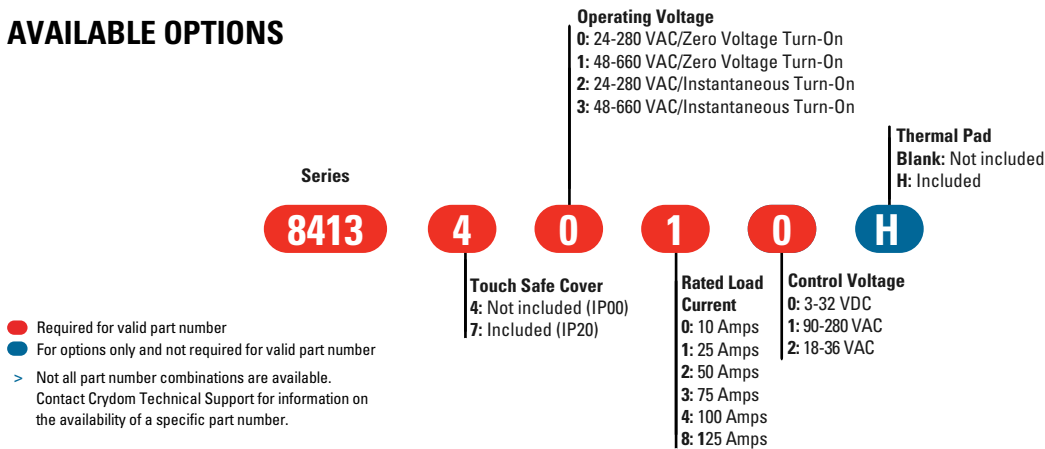 AVAILABLE OPTIONS
Operating Voltage
0: 24-280 VAC/Zero Voltage Turn-On
1: 48-660 VAC/Zero Voltage Turn-On
2: 24-280 VAC/Instantaneous Turn-On
3: 48-660 VAC/Instantaneous Turn-On
Thermal Pad
Blank: Not included
H: Included
Series
8413 4 0 1 0 H
Touch Safe Cover
4: Not included (IP00)
7: Included (IP20)
Rated Load
Current
0: 10 Amps
1: 25 Amps
2: 50 Amps
3: 75 Amps
4: 100 Amps
8: 125 Amps
Control Voltage
0: 3-32 VDC
1: 90-280 VAC
2: 18-36 VAC
Required for valid part number
For options only and not required for valid part number
> Not all part number combinations are available.
Contact Crydom Technical Support for information on
the availability of a specific part number.